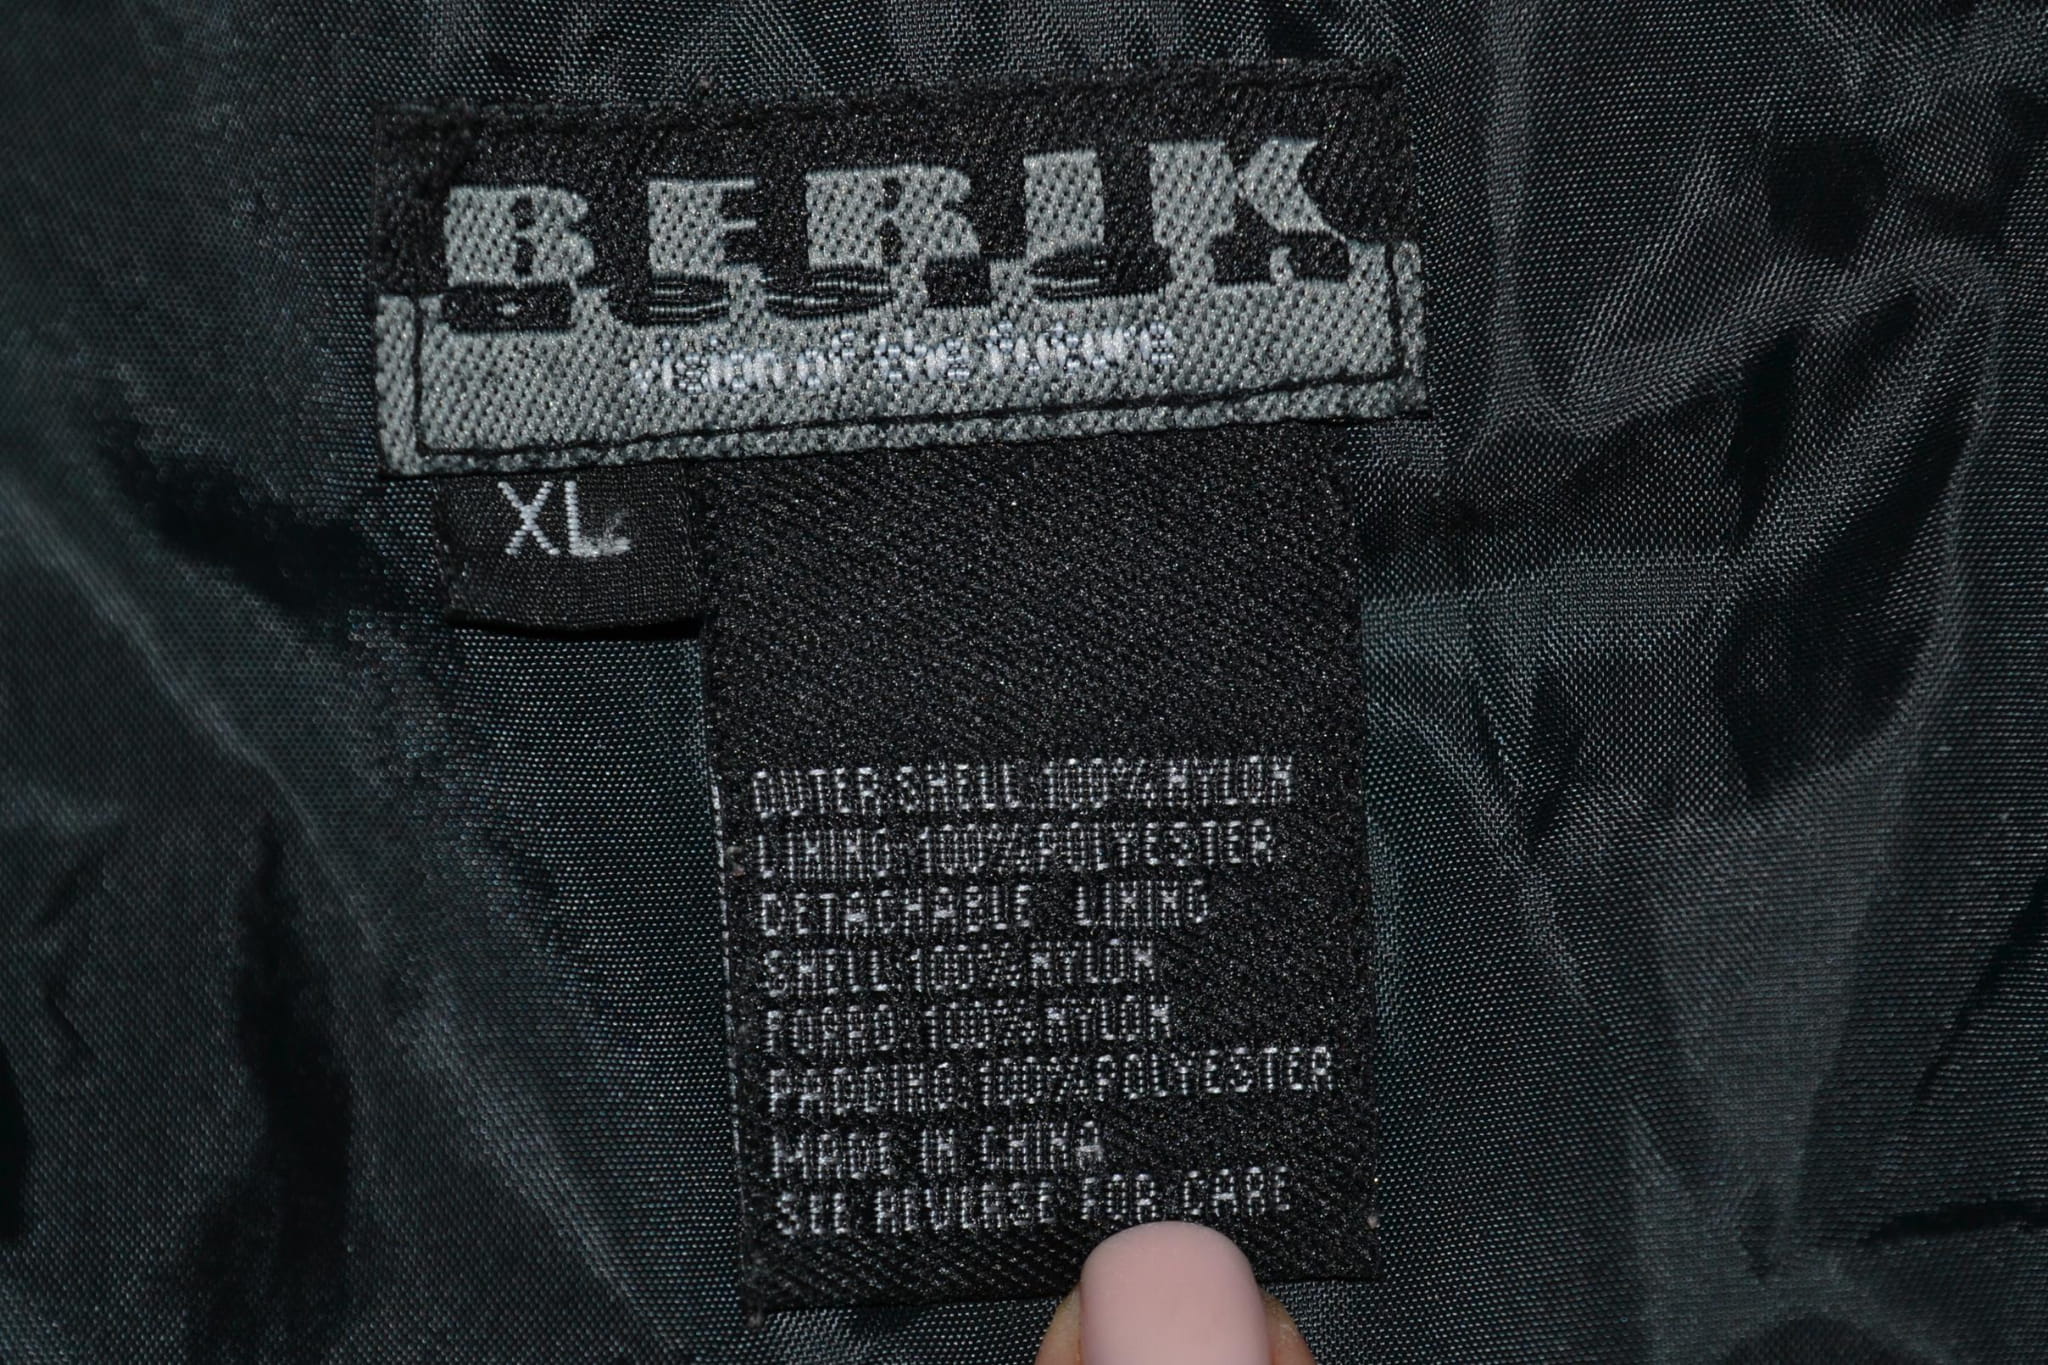 BERIK
vision of the future
XL
OUTER SHELL 100% NYLON
LINING 100% POLYESTER
DETACHABLE LINING
SHELL 100% NYLON
FORRO 100% NYLON
PADDING 100% POLYESTER
MADE IN CHINA
SEE REVERSE FOR CARE